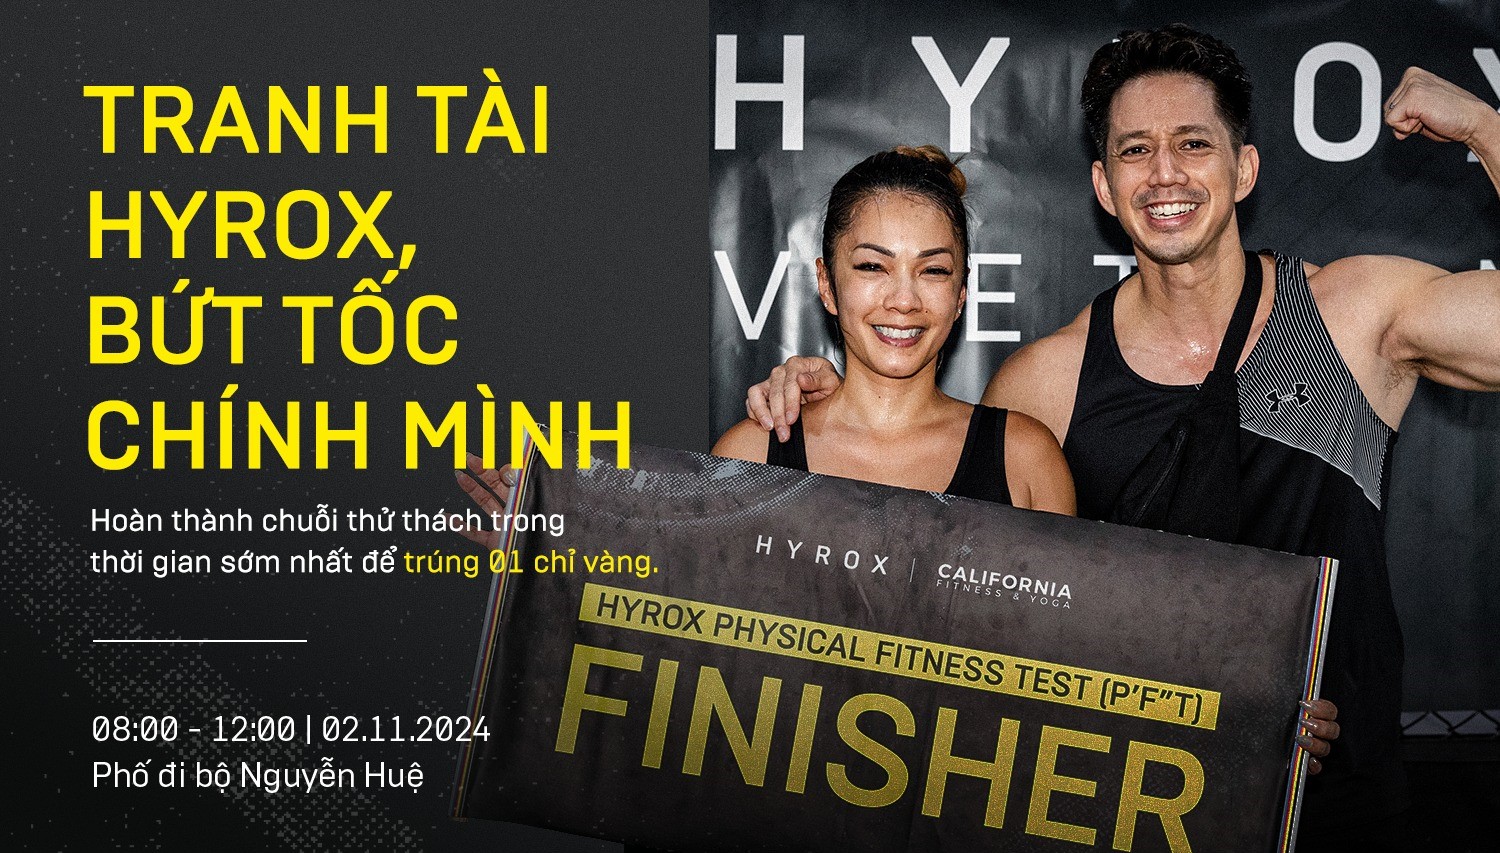 TRANH TÀI
HYROX,
BỨT TỐC
CHÍNH MÌNH
Hoàn thành chuỗi thử thách trong
thời gian sớm nhất để trúng 01 chỉ vàng.
08:00 - 12:00 | 02.11.2024
Phố đi bộ Nguyễn Huệ
HYROX | CALIFORNIA
FITNESS & YOGA
HYROX PHYSICAL FITNESS TEST (P'F"T)
FINISHER